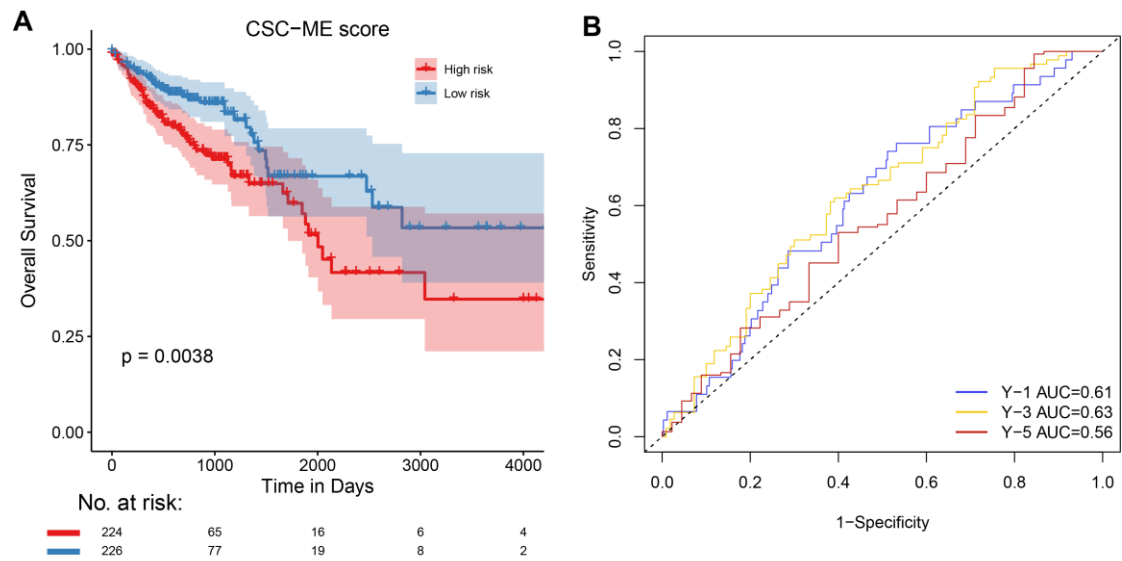 A
CSC−ME score
High risk
Low risk
Overall Survival
1.00
0.75
0.50
0.25
0.00
p = 0.0038
0 1000 2000 3000 4000
Time in Days
No. at risk:
224 65 16 6 4
226 77 19 8 2
B
Sensitivity
1.0
0.8
0.6
0.4
0.2
0.0
Y−1 AUC=0.61
Y−3 AUC=0.63
Y−5 AUC=0.56
0.0 0.2 0.4 0.6 0.8 1.0
1−Specificity